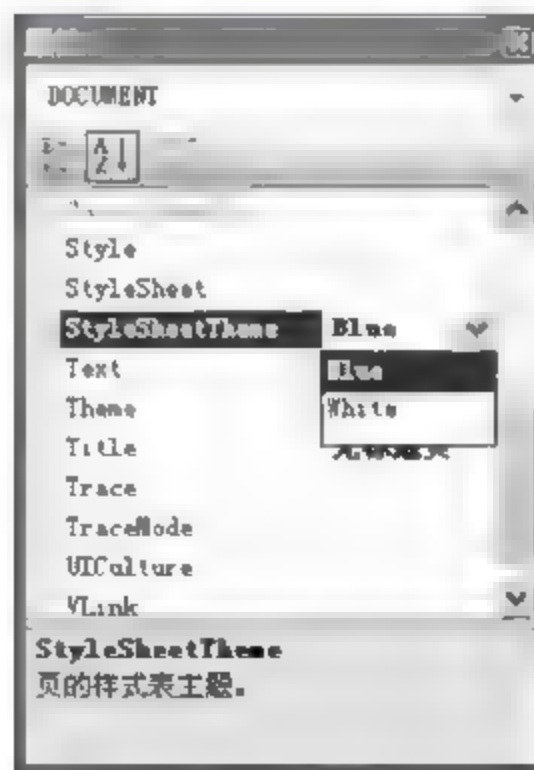 DOCUMENT
Style
StyleSheet
StyleSheetTheme Blue
Text Blue
Theme White
Title
Trace
TraceMode
UICulture
VLink
StyleSheetTheme
页的样式表主题。